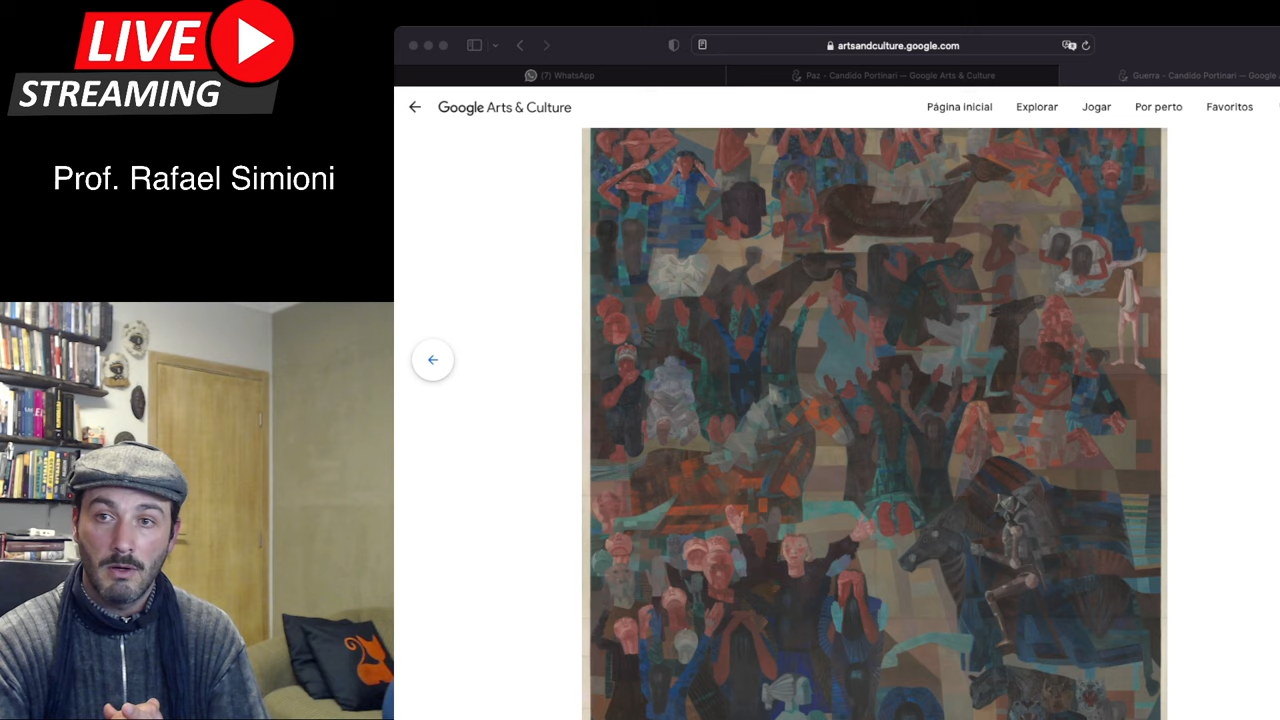 LIVE
STREAMING
Prof. Rafael Simioni
artsandculture.google.com
(7) WhatsApp
Paz - Candido Portinari — Google Arts & Culture
Guerra - Candido Portinari — Google
Google Arts & Culture
Página inicial
Explorar
Jogar
Por perto
Favoritos